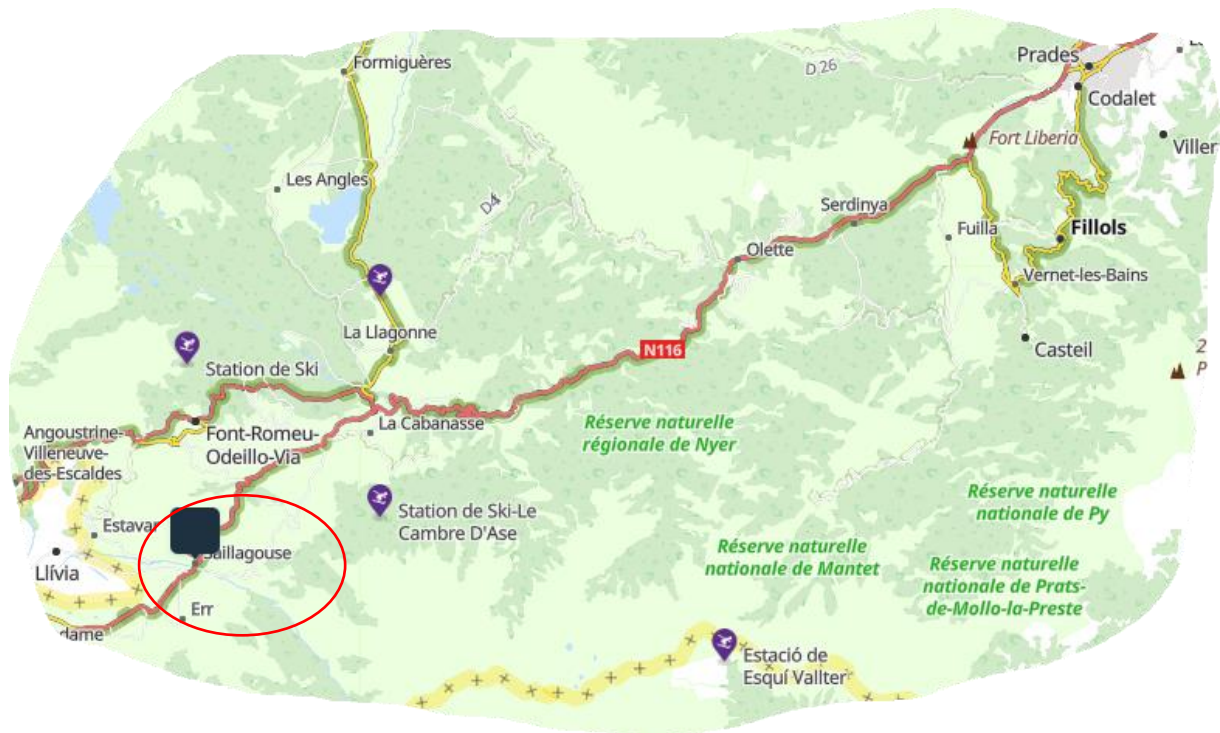 Formiguères
Prades
D 26
Codalet
Fort Liberia
Viller
Les Angles
D4
Serdinya
Fuilla
Fillols
Olette
Vernet-les-Bains
La Llagonne
N116
Casteil
2
P
Station de Ski
La Cabanasse
Font-Romeu-
Odeillo-Via
Angoustrine-
Villeneuve-
des-Escaldes
Réserve naturelle
régionale de Nyer
Station de Ski-Le
Cambre D'Ase
Réserve naturelle
nationale de Py
Estavar
Saillagouse
Llívia
Réserve naturelle
nationale de Mantet
Réserve naturelle
nationale de Prats-
de-Mollo-la-Preste
Err
dame
Estació de
Esquí Vallter